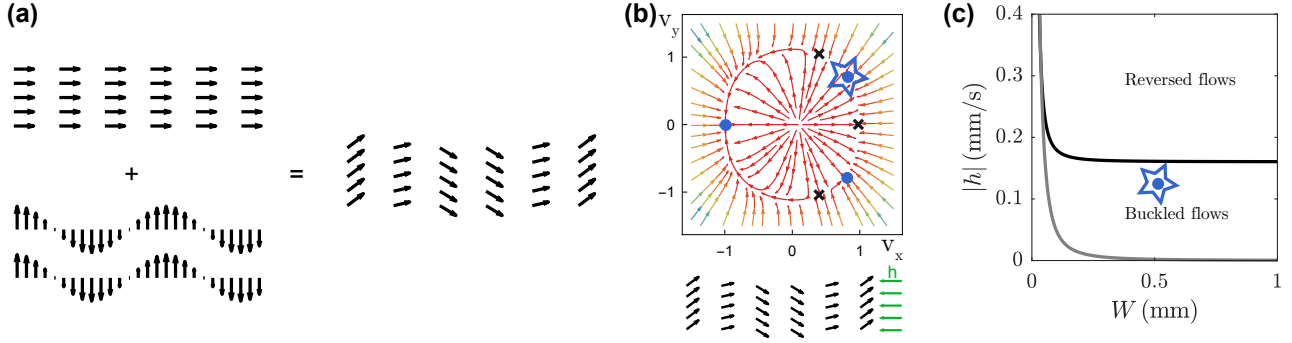 (a)
+
=
(b)
v_y
1
0
−1
−1
0
1
v_x
h
(c)
|h| (mm/s)
0.4
0.3
0.2
0.1
0
Reversed flows
Buckled flows
0
0.5
1
W (mm)